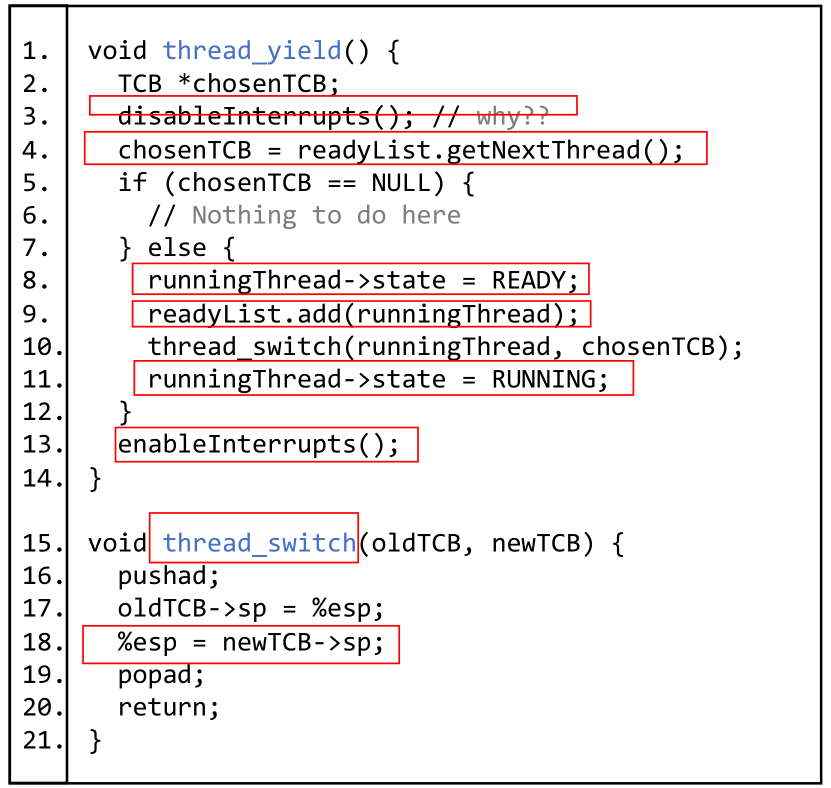 1. void thread_yield() {
2. TCB *chosenTCB;
3. disableInterrupts(); // why??
4. chosenTCB = readyList.getNextThread();
5. if (chosenTCB == NULL) {
6. // Nothing to do here
7. } else {
8. runningThread->state = READY;
9. readyList.add(runningThread);
10. thread_switch(runningThread, chosenTCB);
11. runningThread->state = RUNNING;
12. }
13. enableInterrupts();
14. }
15. void thread_switch(oldTCB, newTCB) {
16. pushad;
17. oldTCB->sp = %esp;
18. %esp = newTCB->sp;
19. popad;
20. return;
21. }